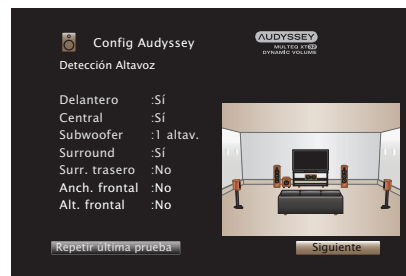 Config Audyssey
AUDYSSEY
MULTEQ XT32
DYNAMIC VOLUME
Detección Altavoz
Delantero :Sí
Central :Sí
Subwoofer :1 altav.
Surround :Sí
Surr. trasero :No
Anch. frontal :No
Alt. frontal :No
Repetir última prueba
Siguiente